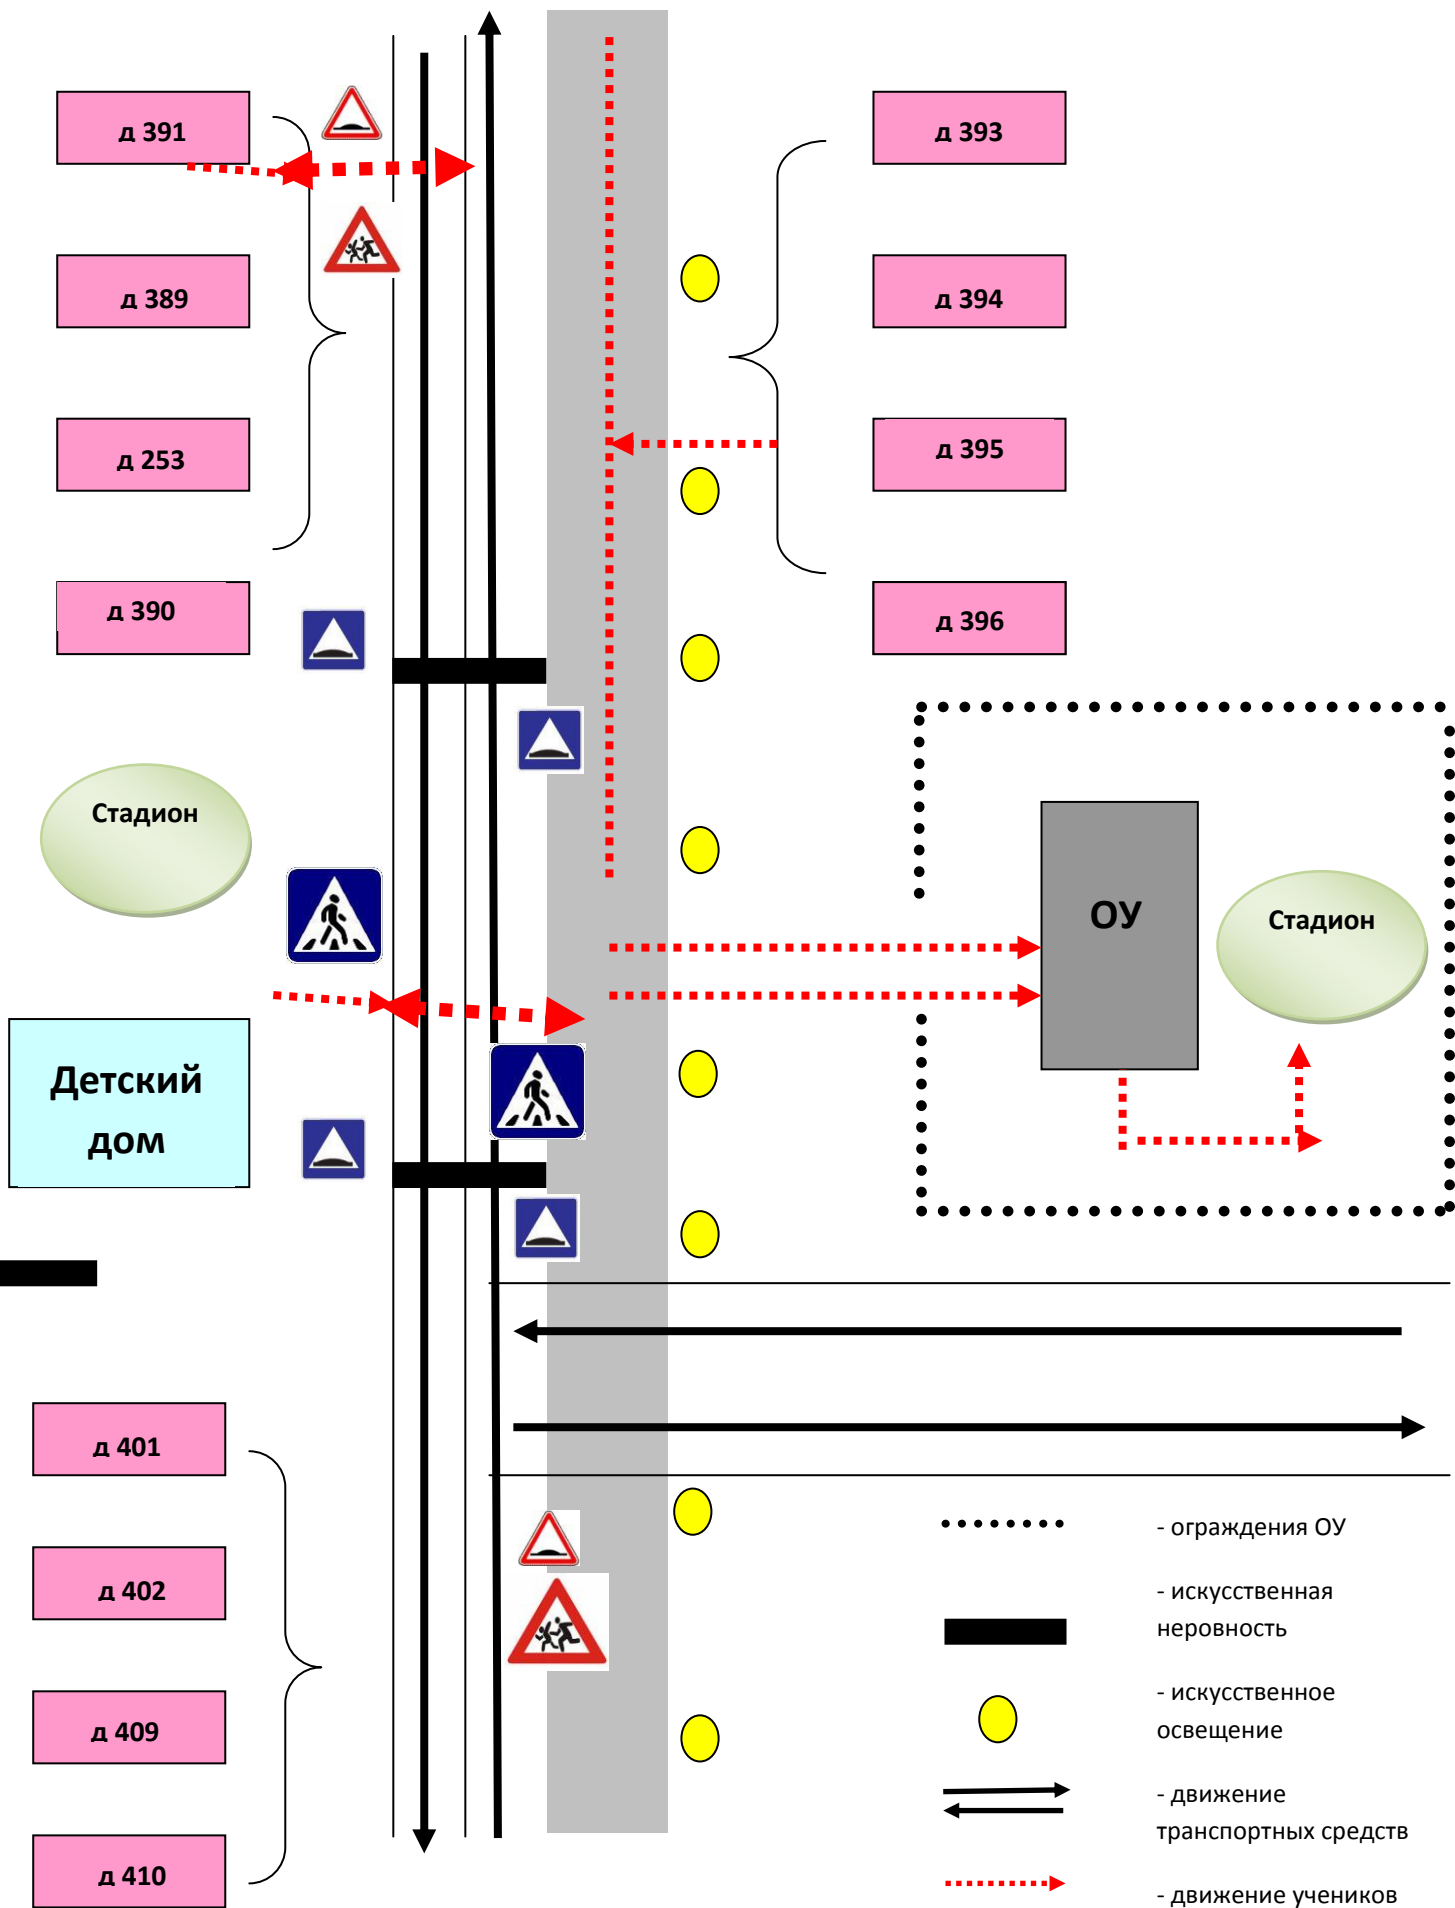 д 391
д 393
д 389
д 394
д 253
д 395
д 390
д 396
Стадион
ОУ
Стадион
Детский
дом
д 401
д 402
д 409
д 410
- ограждения ОУ
- искусственная
неровность
- искусственное
освещение
- движение
транспортных средств
- движение учеников